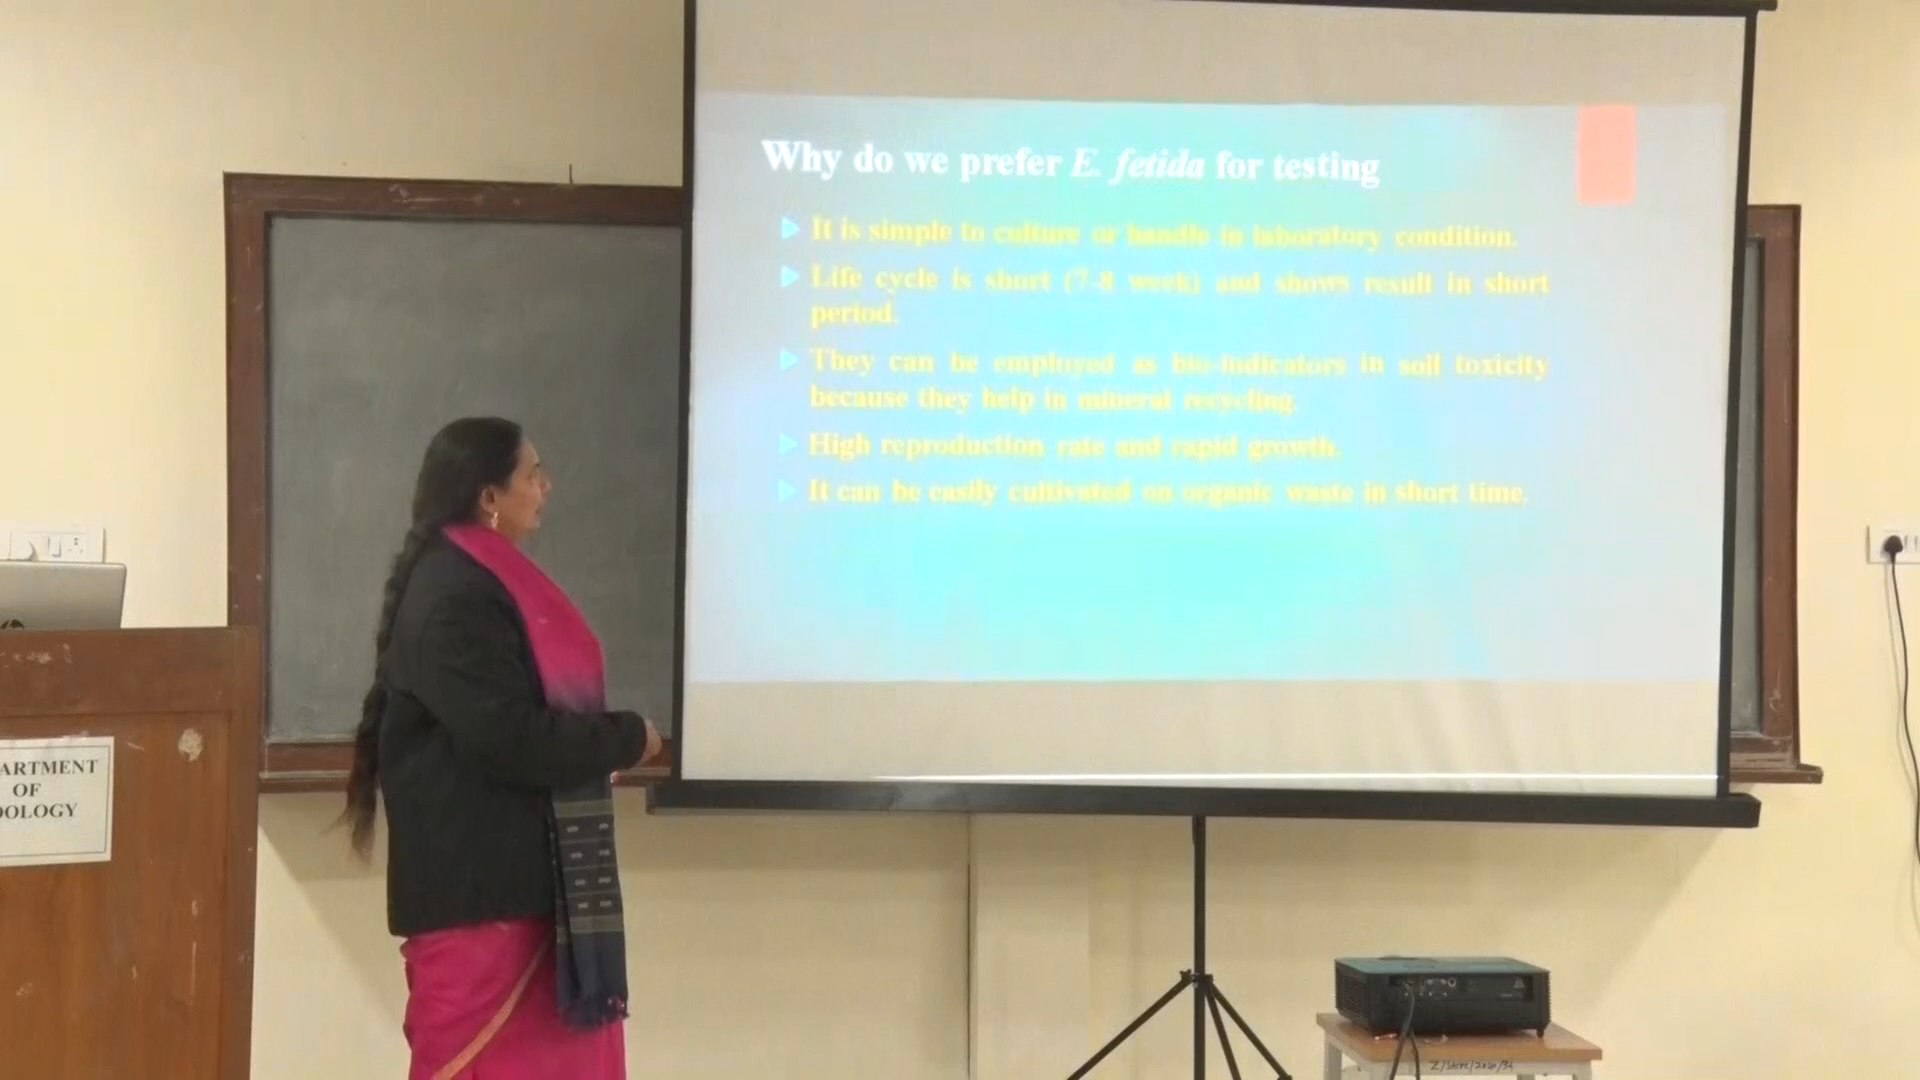 Why do we prefer E. fetida for testing
It is simple to culture or handle in laboratory condition.
Life cycle is short (7-8 week) and shows result in short
period.
They can be employed as bio-indicators in soil toxicity
because they help in mineral recycling.
High reproduction rate and rapid growth.
It can be easily cultivated on organic waste in short time.
ARTMENT
OF
OOLOGY